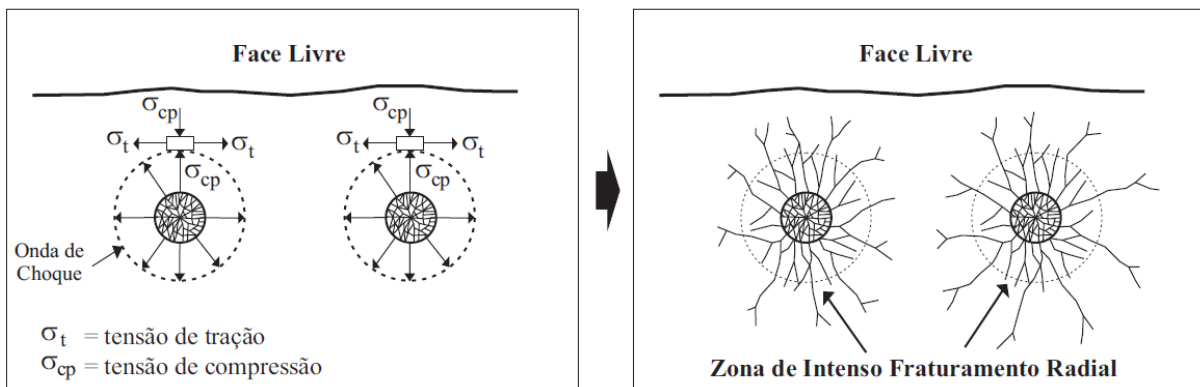 Face Livre
σcp σcp
σt σt σt σt
σcp σcp
Onda de
Choque
σt = tensão de tração
σcp = tensão de compressão
Face Livre
Zona de Intenso Fraturamento Radial